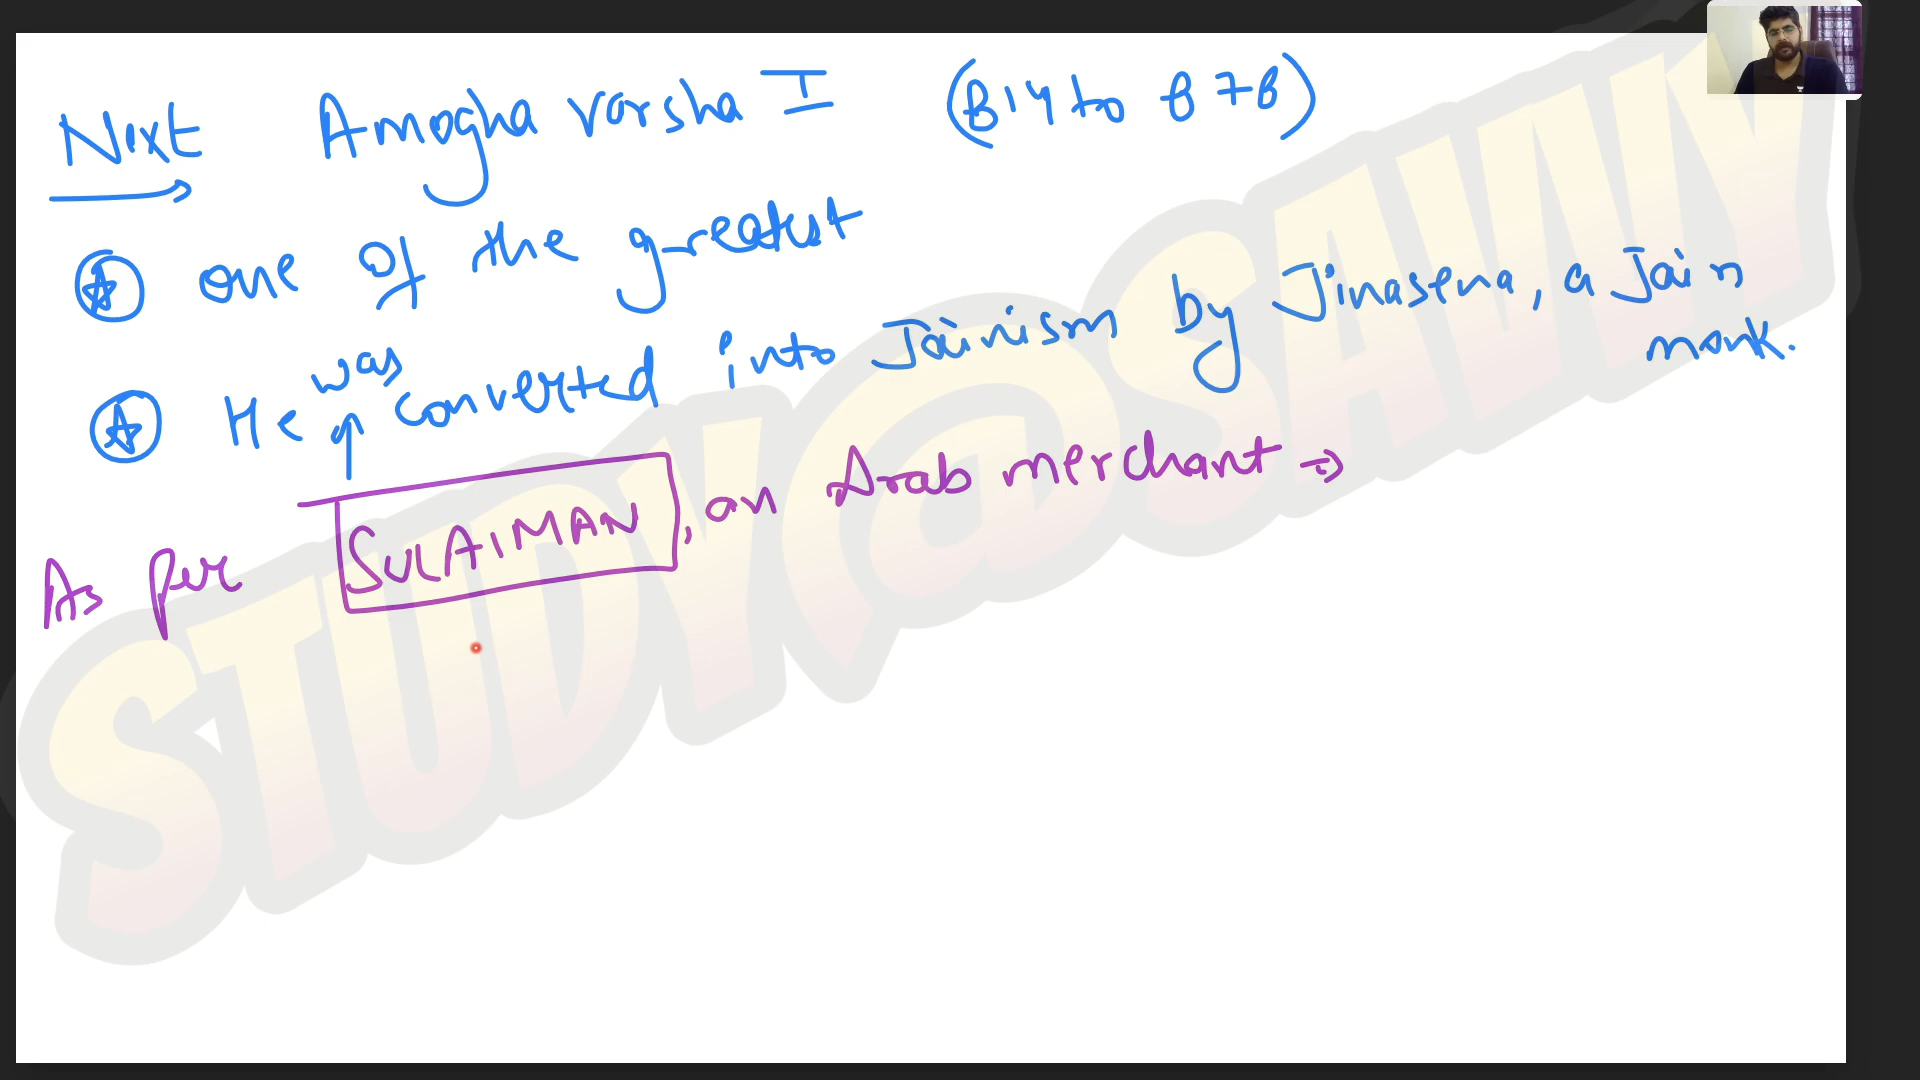 Next Amogha varsha I (814 to 878)
one of the greatest
He was converted into Jainism by Jinasena, a Jain monk.
As per SULAIMAN, an Arab merchant →
STUDY@SAVVY